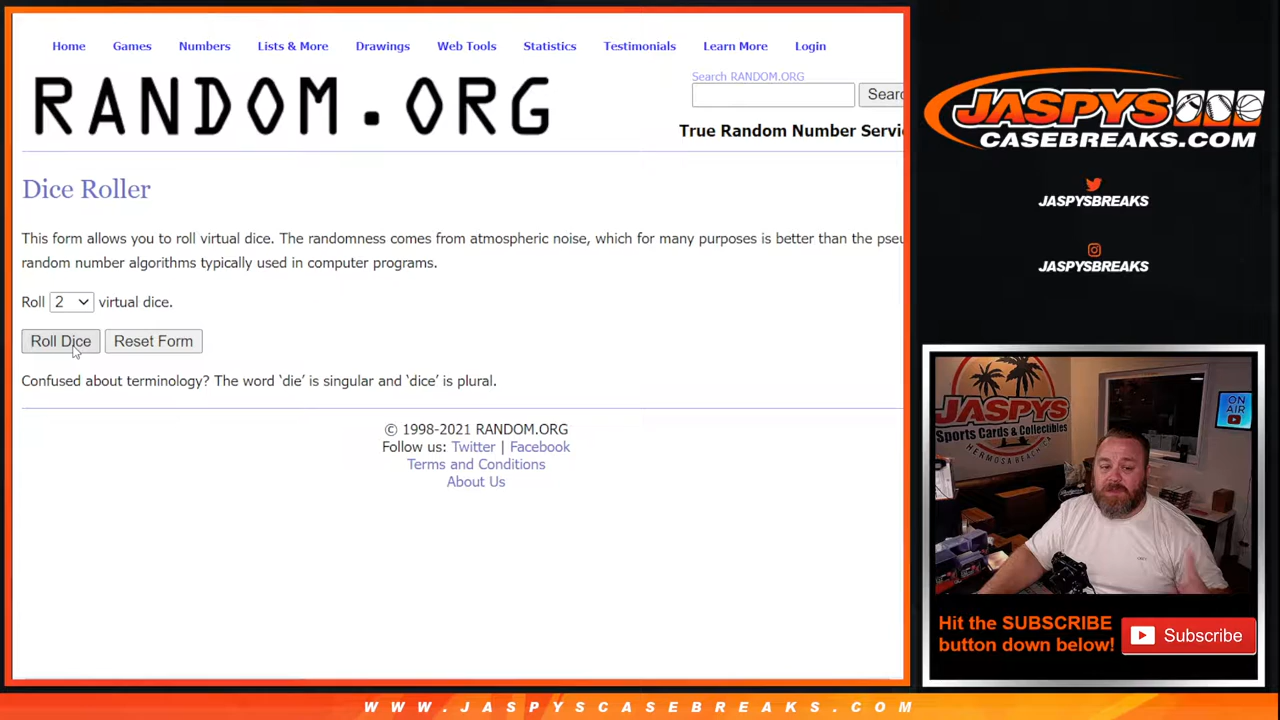 Home Games Numbers Lists & More Drawings Web Tools Statistics Testimonials Learn More Login
RANDOM.ORG
Search RANDOM.ORG
Searc
True Random Number Servi
Dice Roller
This form allows you to roll virtual dice. The randomness comes from atmospheric noise, which for many purposes is better than the pseu
random number algorithms typically used in computer programs.
Roll 2 virtual dice.
Roll Dice Reset Form
Confused about terminology? The word ‘die’ is singular and ‘dice’ is plural.
© 1998-2021 RANDOM.ORG
Follow us: Twitter | Facebook
Terms and Conditions
About Us
JASPYS
CASEBREAKS.COM
JASPYSBREAKS
JASPYSBREAKS
JASPYS
Sports Cards & Collectibles
HERMOSA BEACH, CA
ON
AIR
Hit the SUBSCRIBE
button down below!
Subscribe
WWW.JASPYSCASEBREAKS.COM